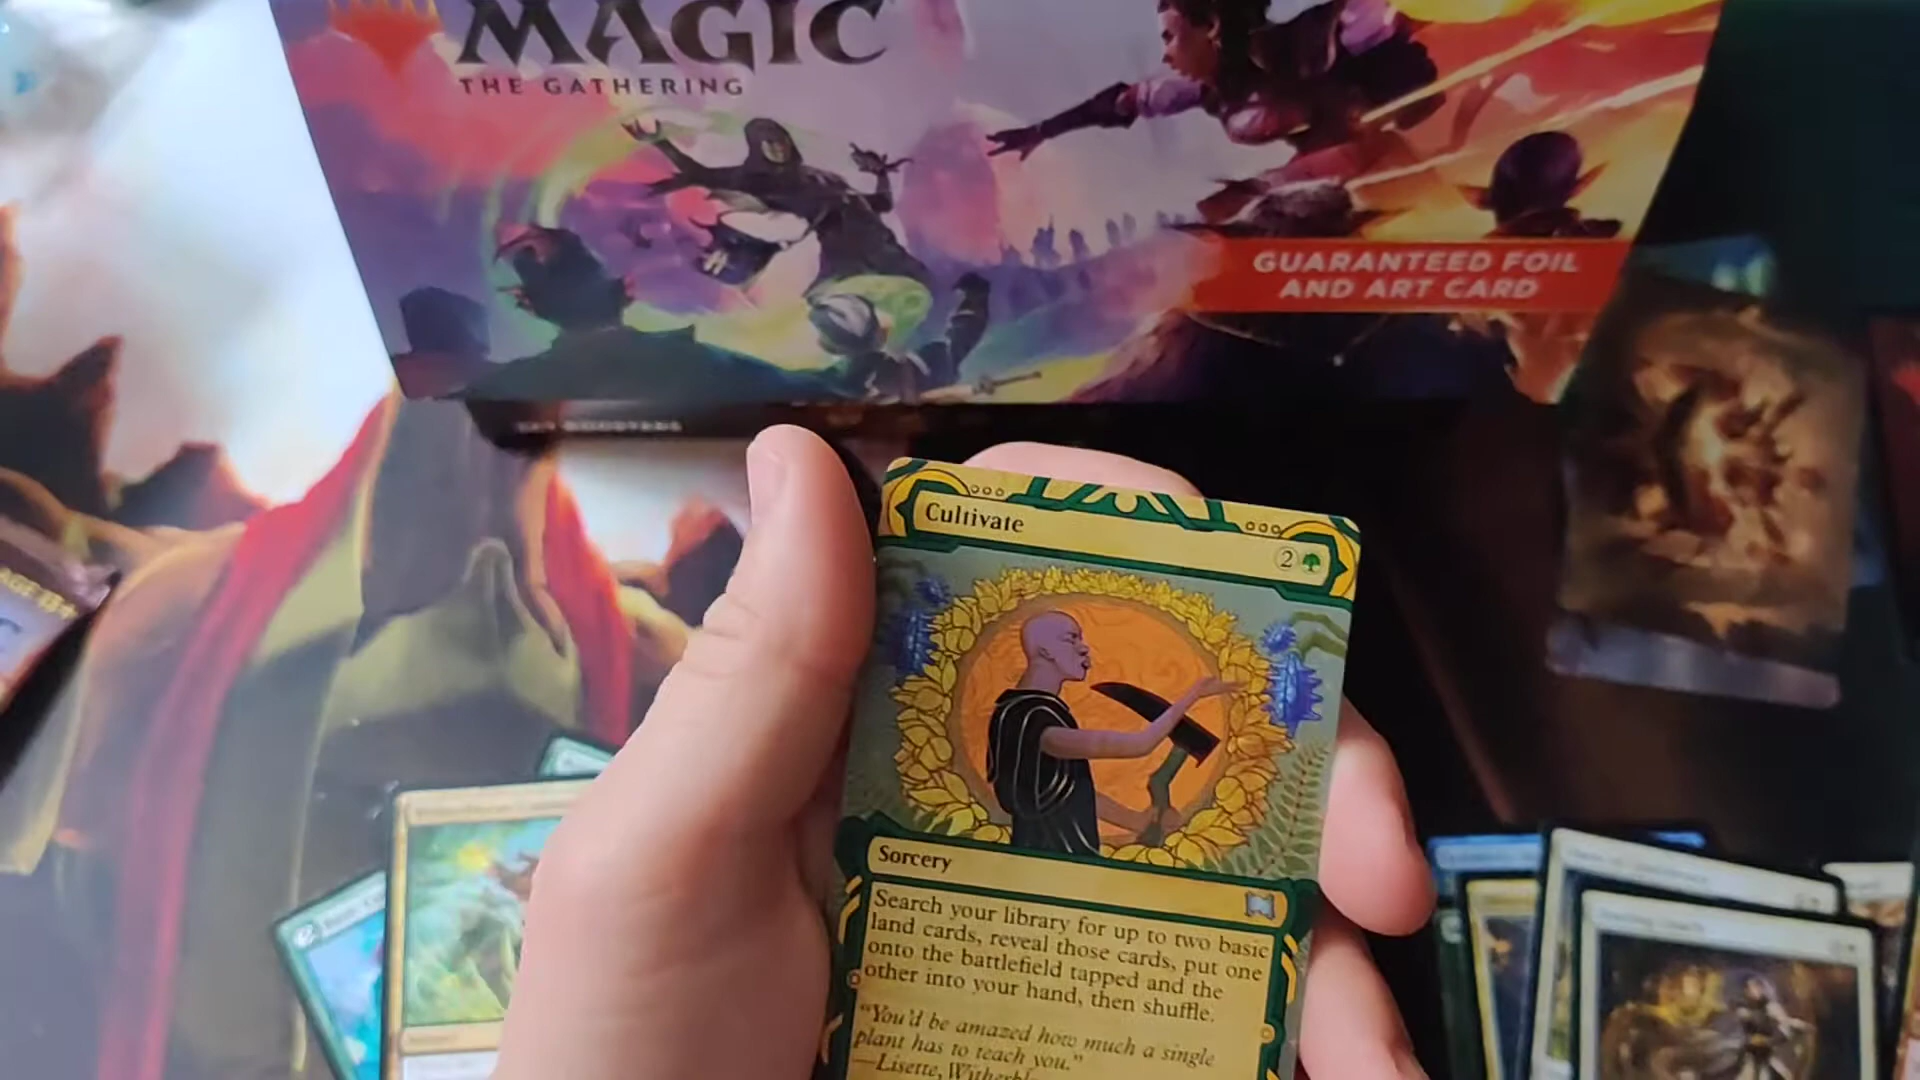 MAGIC
THE GATHERING
GUARANTEED FOIL
AND ART CARD
Cultivate
2
Sorcery
Search your library for up to two basic
land cards, reveal those cards, put one
onto the battlefield tapped and the
other into your hand, then shuffle.
"You'd be amazed how much a single
plant has to teach you."
—Lisette,